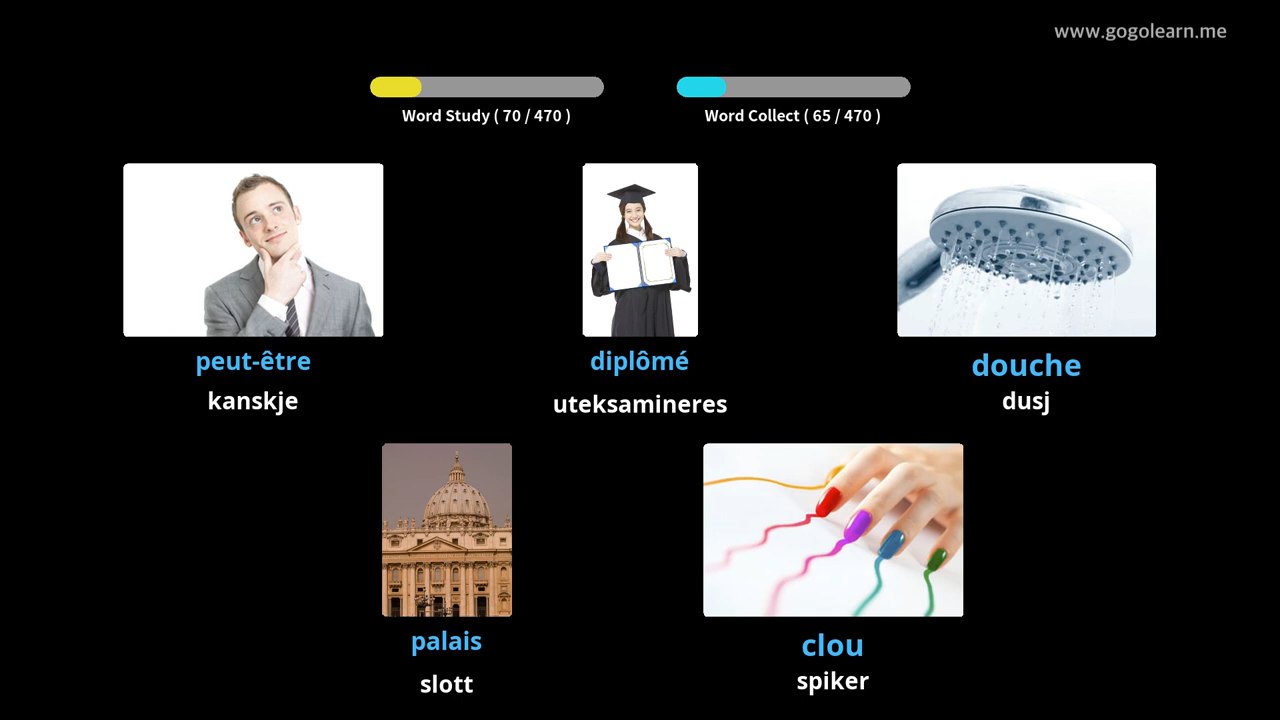 www.gogolearn.me
Word Study ( 70 / 470 )
Word Collect ( 65 / 470 )
peut-être
kanskje
diplômé
uteksamineres
douche
dusj
palais
slott
clou
spiker